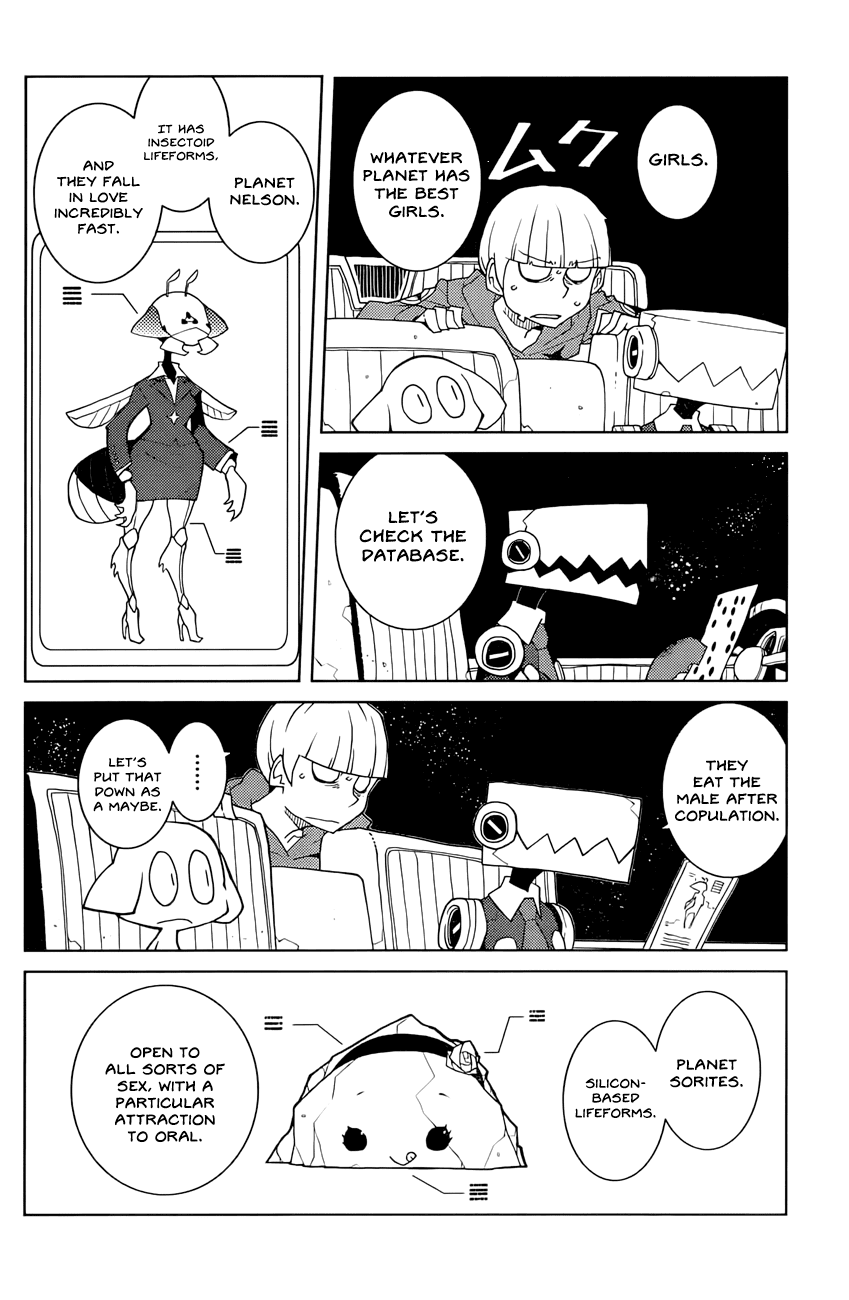 GIRLS.
WHATEVER
PLANET HAS
THE BEST
GIRLS.
ムク
LET'S
CHECK THE
DATABASE.
PLANET
NELSON.
IT HAS
INSECTOID
LIFEFORMS,
AND
THEY FALL
IN LOVE
INCREDIBLY
FAST.
THEY
EAT THE
MALE AFTER
COPULATION.
......
LET'S
PUT THAT
DOWN AS
A MAYBE.
PLANET
SORITES.
SILICON-
BASED
LIFEFORMS.
OPEN TO
ALL SORTS OF
SEX, WITH A
PARTICULAR
ATTRACTION
TO ORAL.